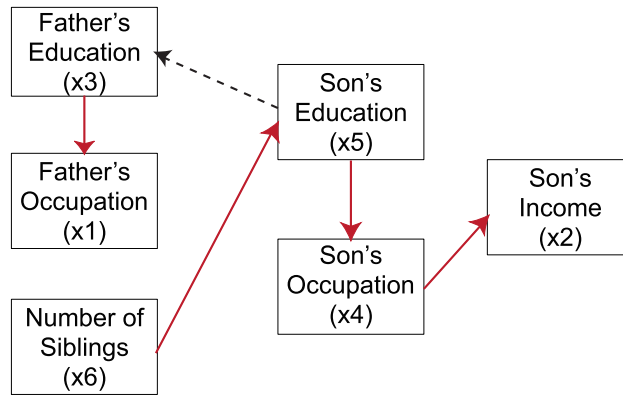 Father's
Education
(x3)
Son's
Education
(x5)
Father's
Occupation
(x1)
Son's
Income
(x2)
Son's
Occupation
(x4)
Number of
Siblings
(x6)